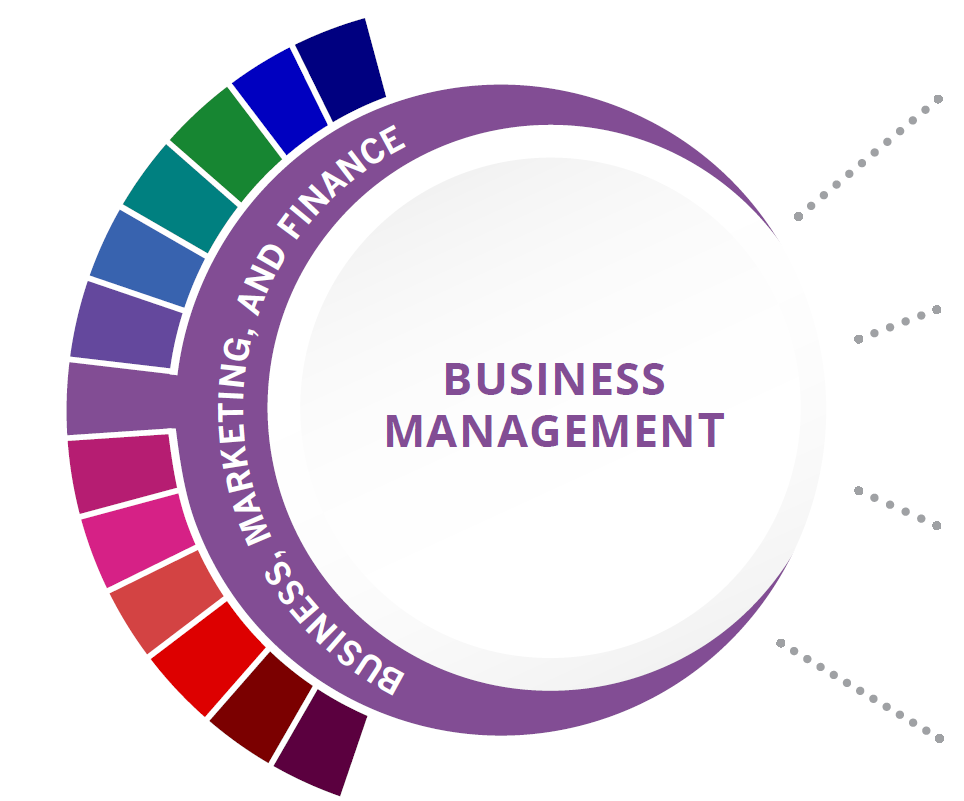 BUSINESS, MARKETING, AND FINANCE
BUSINESS
MANAGEMENT